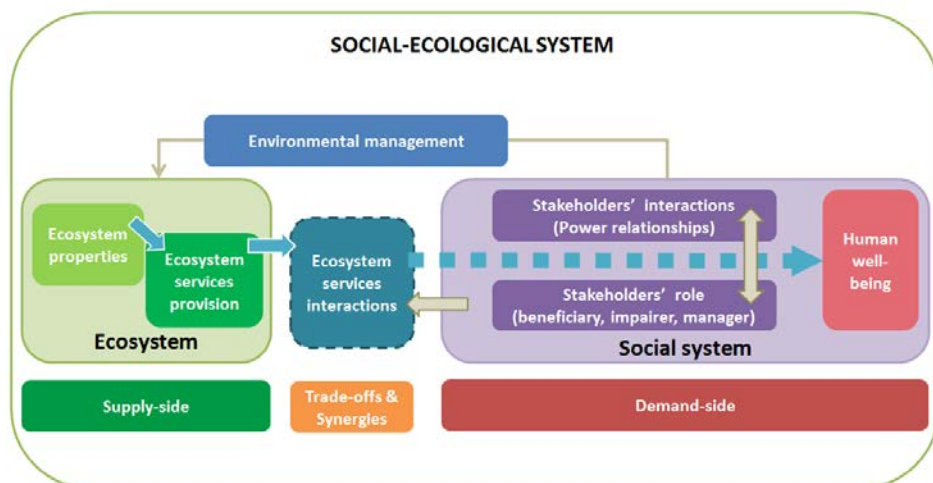 SOCIAL-ECOLOGICAL SYSTEM
Environmental management
Ecosystem
properties
Ecosystem
services
provision
Ecosystem
Ecosystem
services
interactions
Stakeholders' interactions
(Power relationships)
Stakeholders' role
(beneficiary, impairer, manager)
Social system
Human
well-
being
Supply-side
Trade-offs &
Synergies
Demand-side